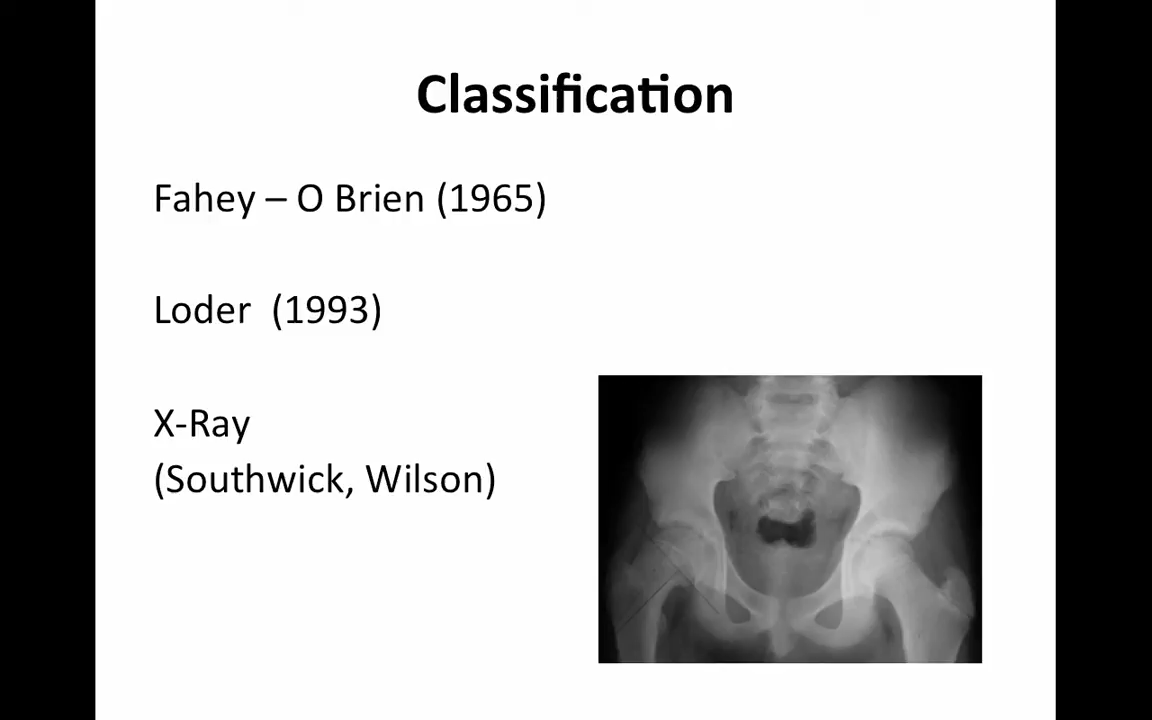 Classification
Fahey – O Brien (1965)
Loder (1993)
X-Ray
(Southwick, Wilson)